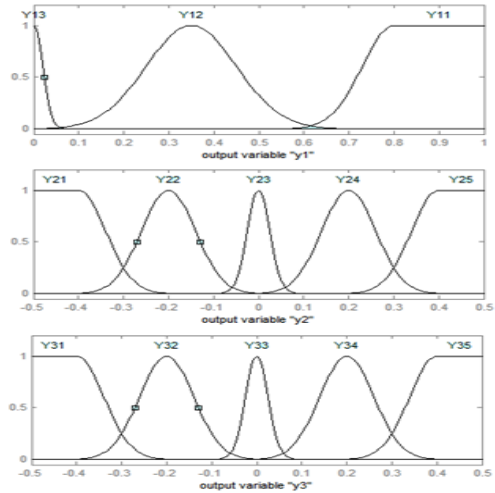 Y13 Y12 Y11
1
0.5
0
0 0.1 0.2 0.3 0.4 0.5 0.6 0.7 0.8 0.9 1
output variable "y1"
Y21 Y22 Y23 Y24 Y25
1
0.5
0
-0.5 -0.4 -0.3 -0.2 -0.1 0 0.1 0.2 0.3 0.4 0.5
output variable "y2"
Y31 Y32 Y33 Y34 Y35
1
0.5
0
-0.5 -0.4 -0.3 -0.2 -0.1 0 0.1 0.2 0.3 0.4 0.5
output variable "y3"